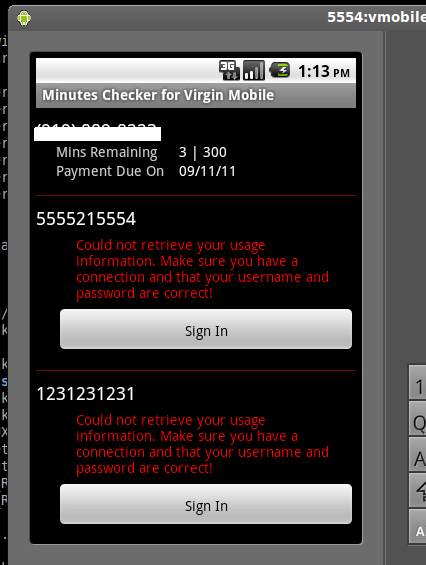 5554:vmobile
3G
1:13 PM
Minutes Checker for Virgin Mobile
Mins Remaining 3 | 300
Payment Due On 09/11/11
5555215554
Could not retrieve your usage
information. Make sure you have a
connection and that your username and
password are correct!
Sign In
1231231231
Could not retrieve your usage
information. Make sure you have a
connection and that your username and
password are correct!
Sign In
1
Q
A
A